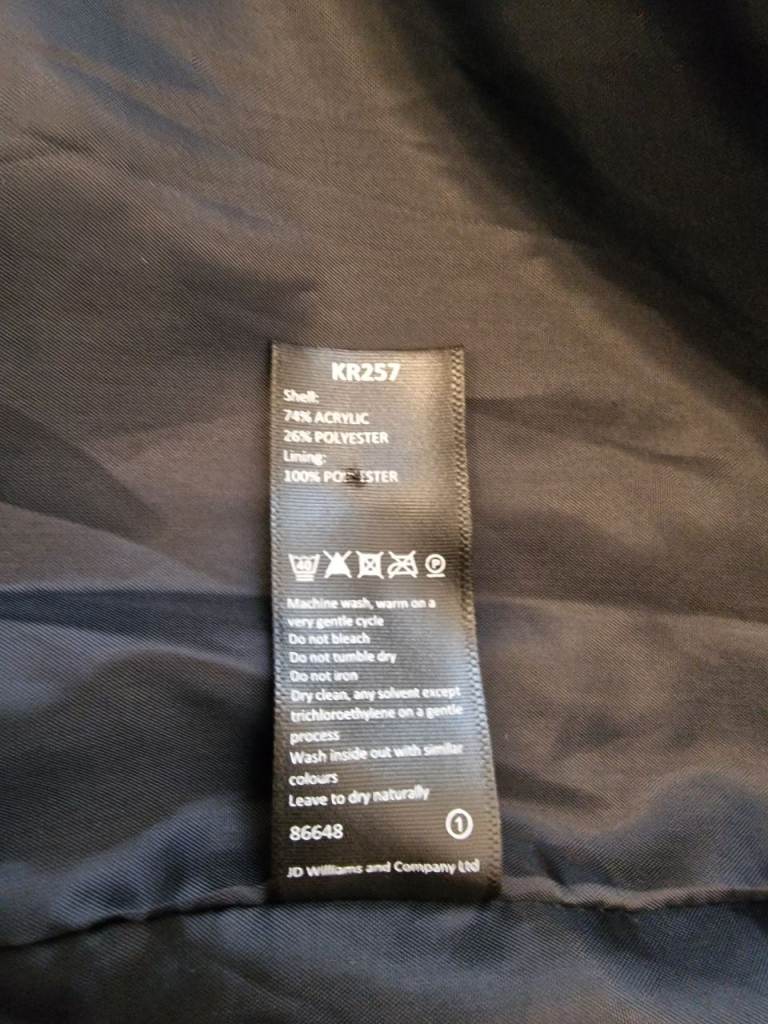 KR257
Shell:
74% ACRYLIC
26% POLYESTER
Lining:
100% POLYESTER
40
P
Machine wash, warm on a
very gentle cycle
Do not bleach
Do not tumble dry
Do not iron
Dry clean, any solvent except
trichloroethylene on a gentle
process
Wash inside out with similar
colours
Leave to dry naturally
86648 1
JD Williams and Company Ltd